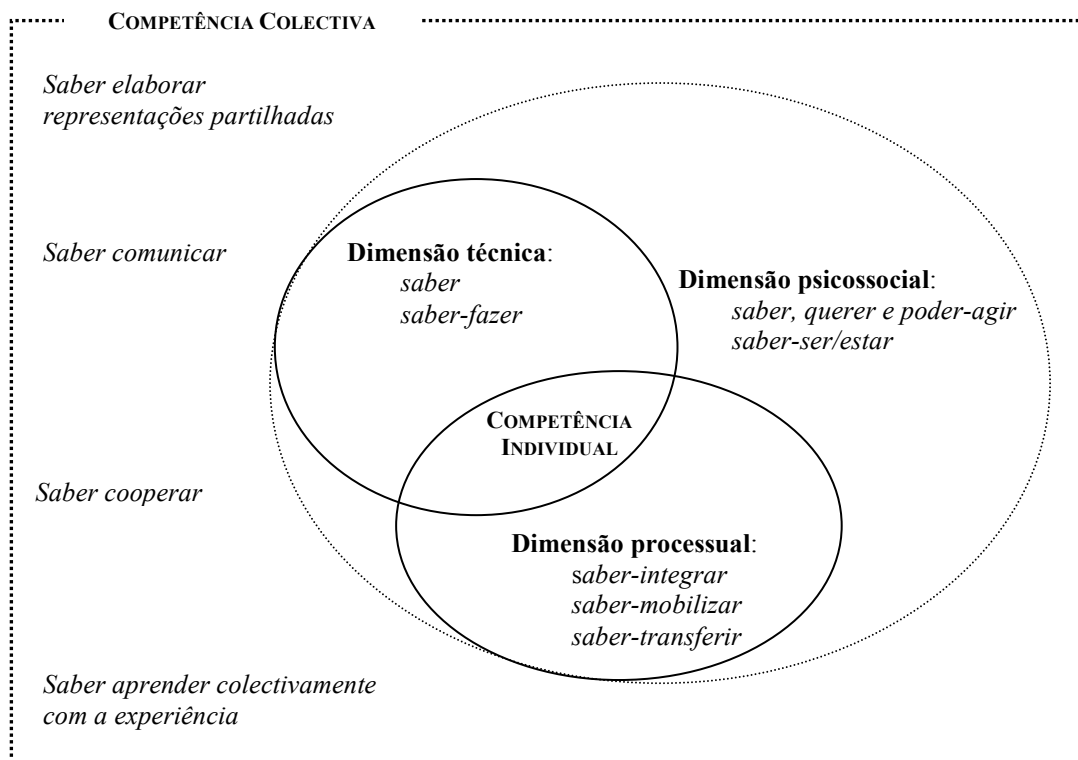 COMPETÊNCIA COLECTIVA
Saber elaborar
representações partilhadas
Saber comunicar
Dimensão técnica:
saber
saber-fazer
Dimensão psicossocial:
saber, querer e poder-agir
saber-ser/estar
COMPETÊNCIA
INDIVIDUAL
Saber cooperar
Dimensão processual:
saber-integrar
saber-mobilizar
saber-transferir
Saber aprender colectivamente
com a experiência